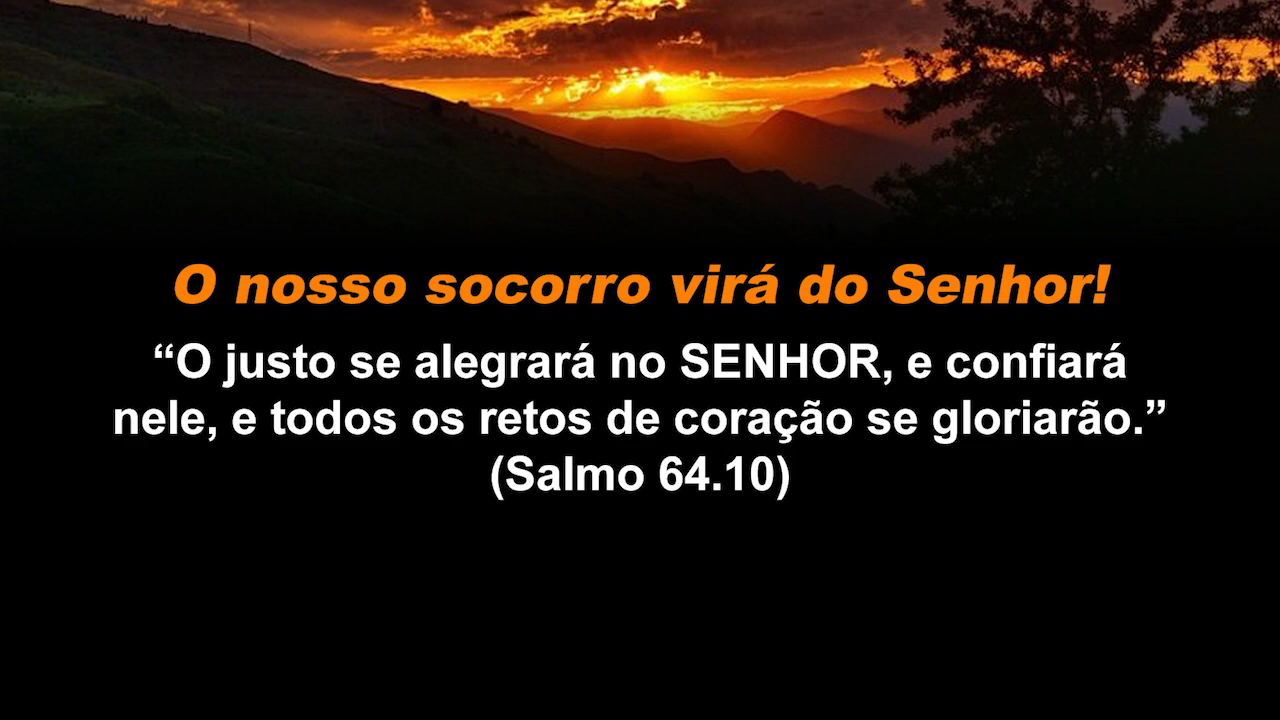 O nosso socorro virá do Senhor!
“O justo se alegrará no SENHOR, e confiará
nele, e todos os retos de coração se gloriarão.”
(Salmo 64.10)